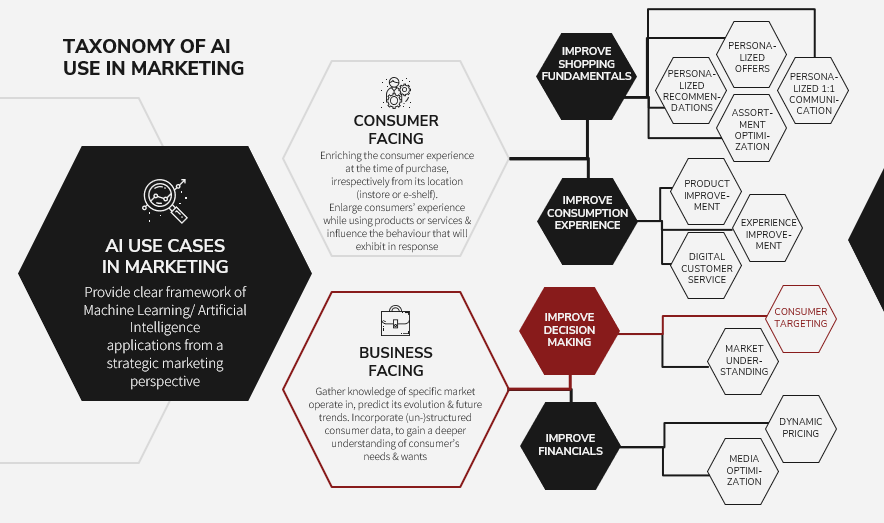 TAXONOMY OF AI
USE IN MARKETING
AI USE CASES
IN MARKETING
Provide clear framework of
Machine Learning/ Artificial
Intelligence
applications from a
strategic marketing
perspective
CONSUMER
FACING
Enriching the consumer experience
at the time of purchase,
irrespectively from its location
(instore or e-shelf).
Enlarge consumers' experience
while using products or services &
influence the behaviour that will
exhibit in response
BUSINESS
FACING
Gather knowledge of specific market
operate in, predict its evolution & future
trends. Incorporate (un-)structured
consumer data, to gain a deeper
understanding of consumer's
needs & wants
IMPROVE
SHOPPING
FUNDAMENTALS
PERSONA-
LIZED
OFFERS
PERSONA-
LIZED
RECOMMEN-
DATIONS
PERSONA-
LIZED 1:1
COMMUNI-
CATION
ASSORT-
MENT
OPTIMI-
ZATION
IMPROVE
CONSUMPTION
EXPERIENCE
PRODUCT
IMPROVE-
MENT
EXPERIENCE
IMPROVE-
MENT
DIGITAL
CUSTOMER
SERVICE
IMPROVE
DECISION
MAKING
CONSUMER
TARGETING
MARKET
UNDER-
STANDING
IMPROVE
FINANCIALS
DYNAMIC
PRICING
MEDIA
OPTIMI-
ZATION